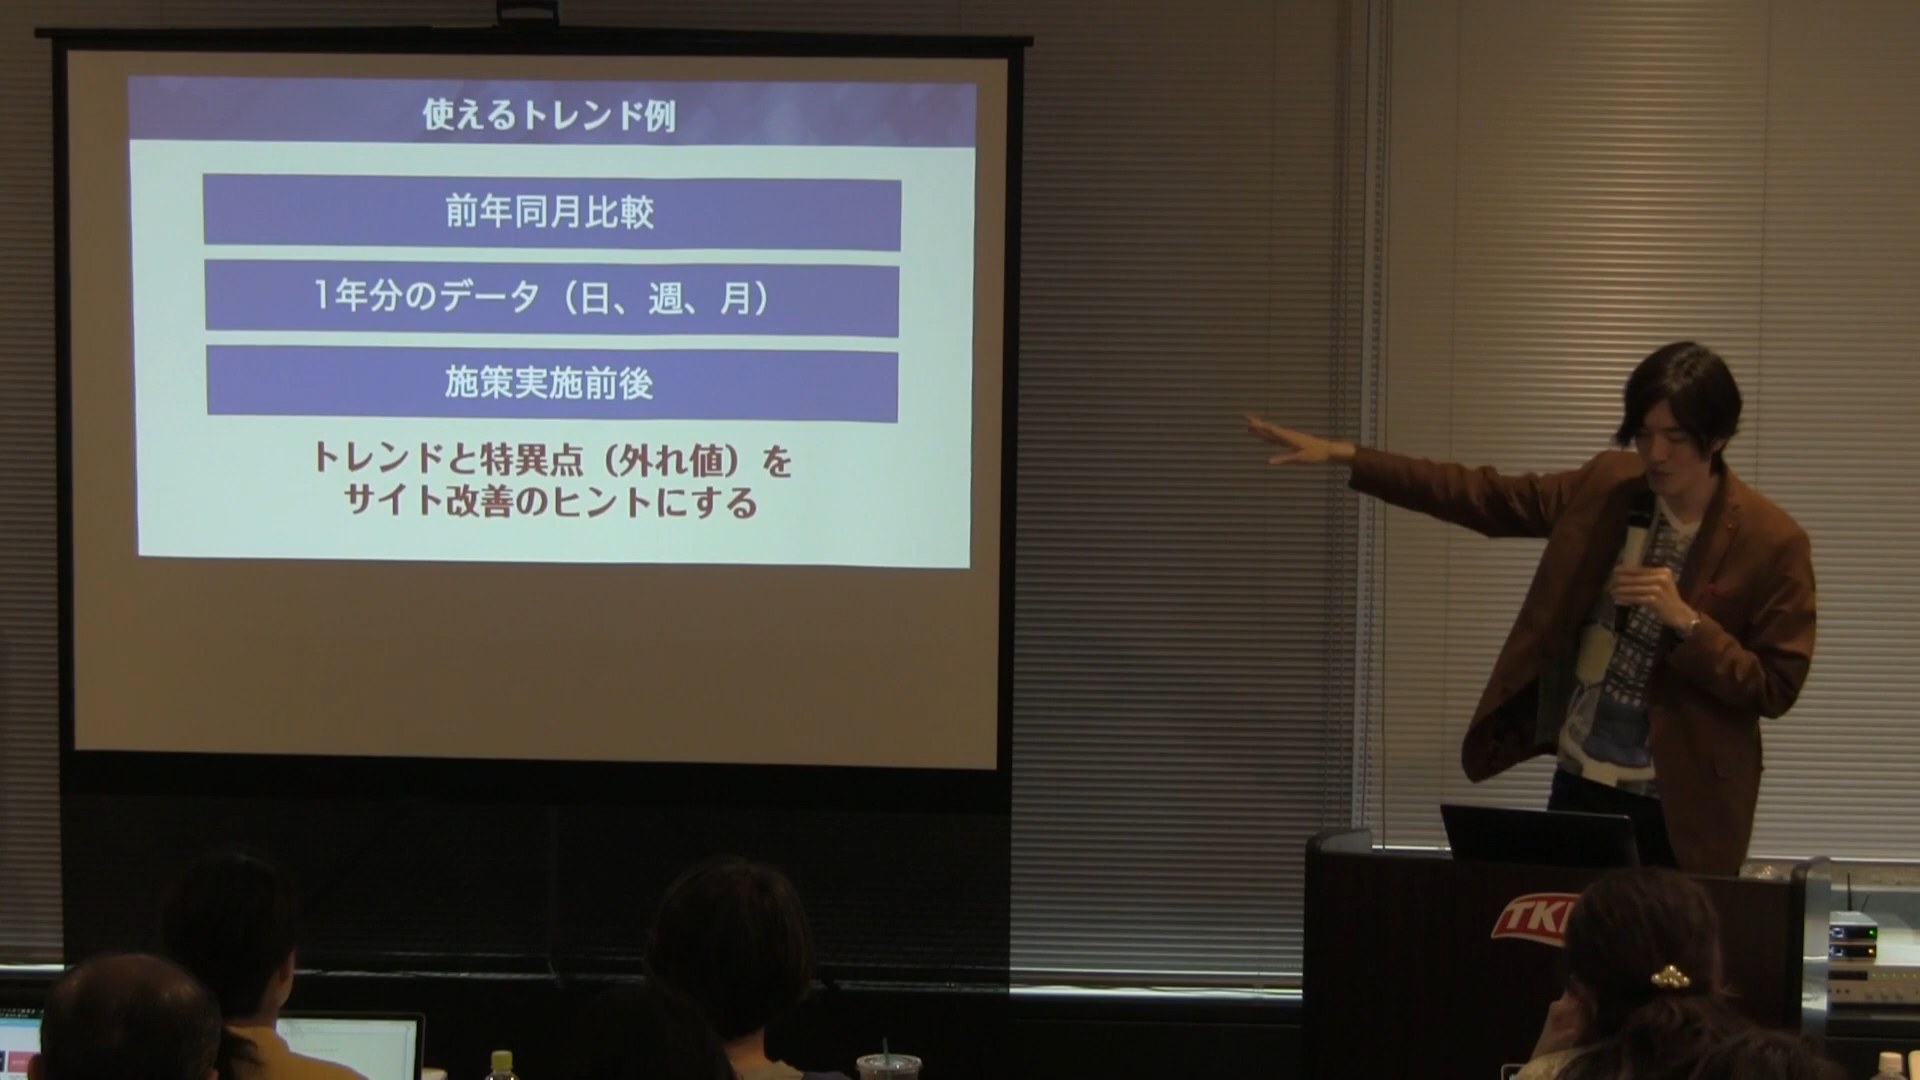 使えるトレンド例
前年同月比較
1年分のデータ（日、週、月）
施策実施前後
トレンドと特異点（外れ値）を
サイト改善のヒントにする
TK